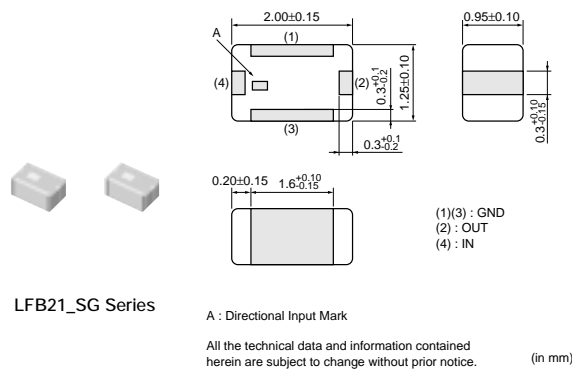 2.00±0.15
0.95±0.10
A
(1)
(4)
(2)
(3)
0.3+0.1-0.2
1.25±0.10
0.3+0.1-0.2
0.3+0.10-0.15
0.20±0.15
1.6+0.10-0.15
(1)(3) : GND
(2) : OUT
(4) : IN
LFB21_SG Series
A : Directional Input Mark
All the technical data and information contained
herein are subject to change without prior notice.
(in mm)